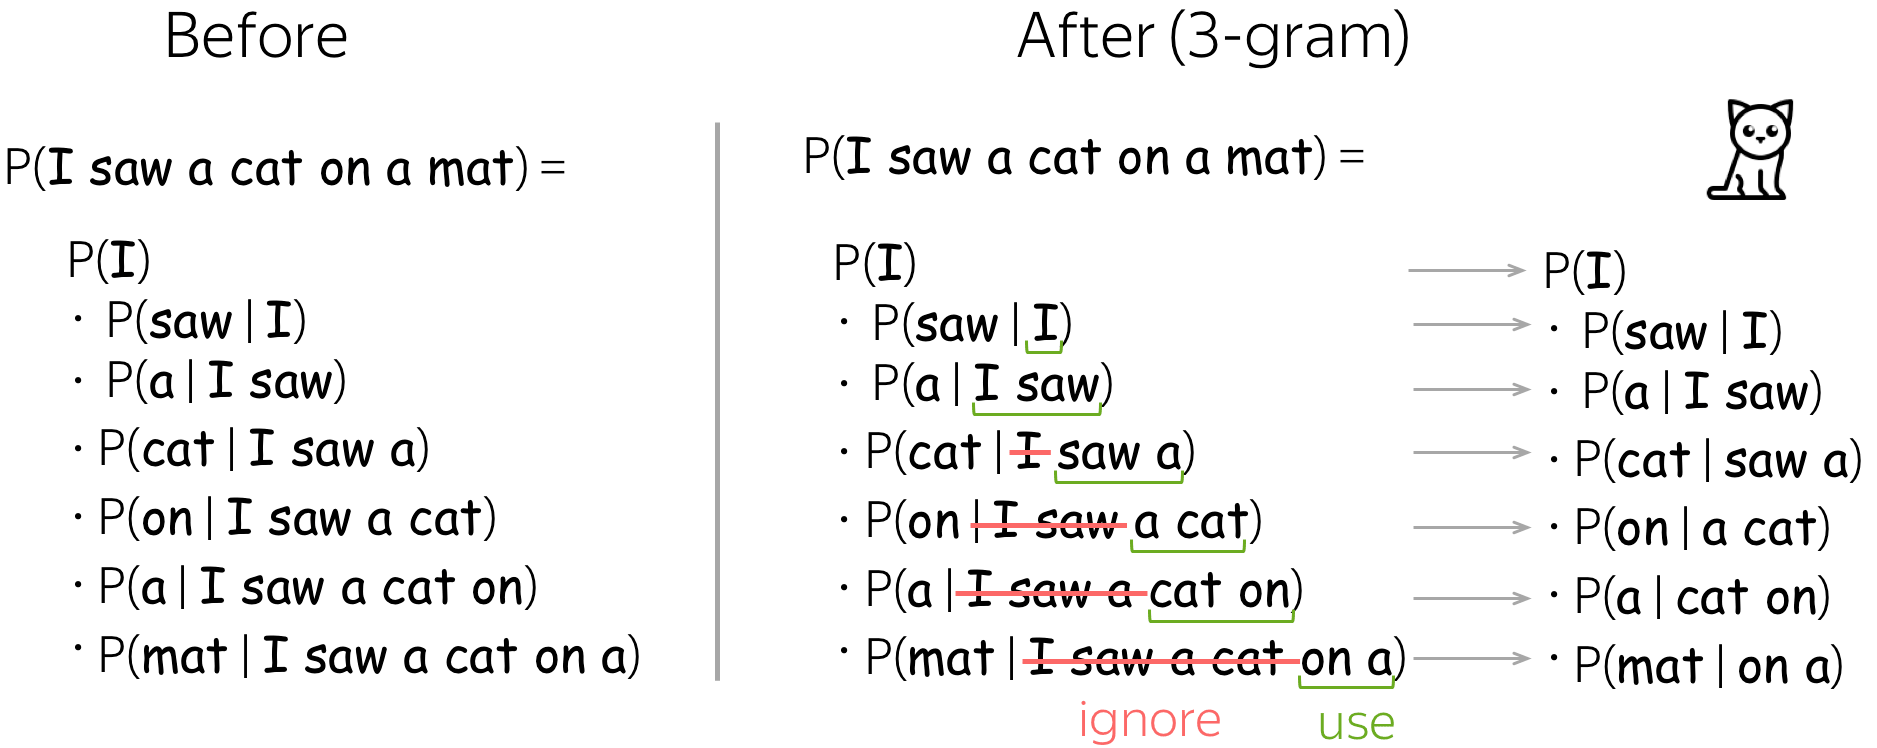 Before
P(I saw a cat on a mat) =
P(I)
· P(saw | I)
· P(a | I saw)
· P(cat | I saw a)
· P(on | I saw a cat)
· P(a | I saw a cat on)
· P(mat | I saw a cat on a)
After (3-gram)
P(I saw a cat on a mat) =
P(I)
· P(saw | I)
· P(a | I saw)
· P(cat | I saw a)
· P(on | I saw a cat)
· P(a | I saw a cat on)
· P(mat | I saw a cat on a)
ignore use
P(I)
· P(saw | I)
· P(a | I saw)
· P(cat | saw a)
· P(on | a cat)
· P(a | cat on)
· P(mat | on a)